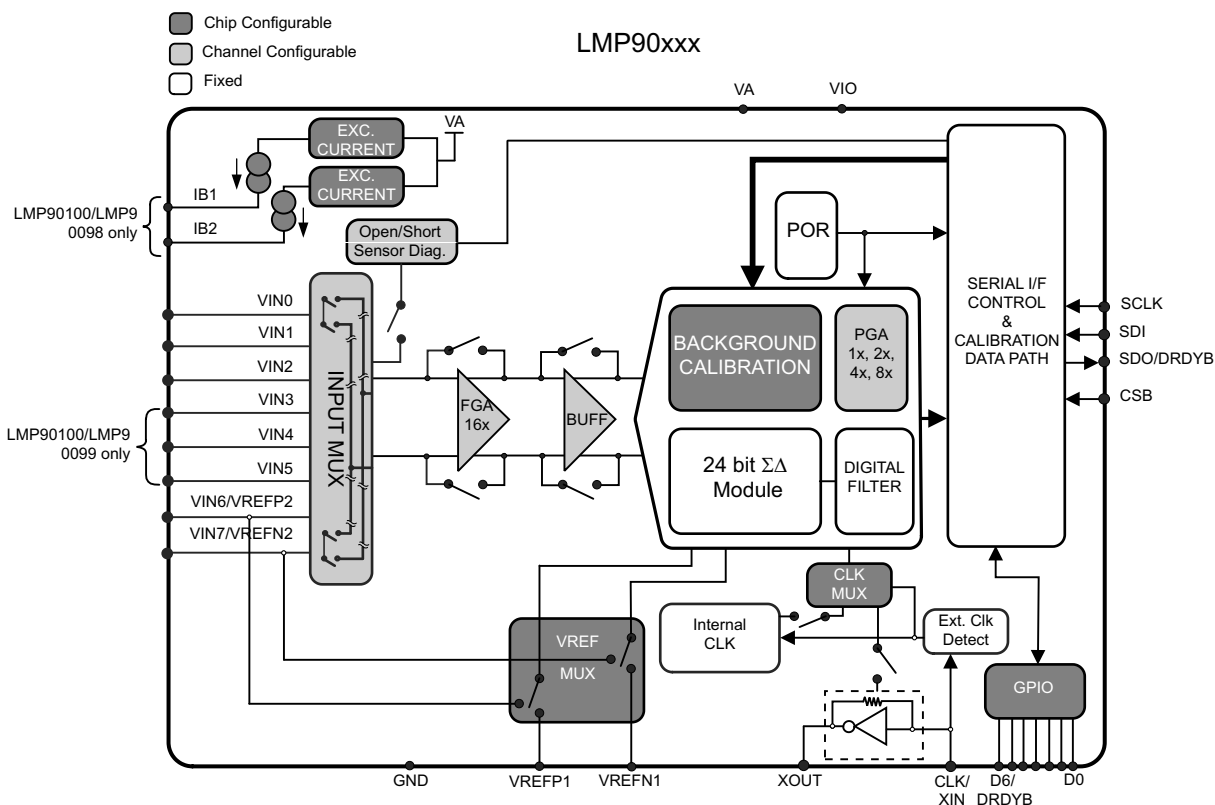 Chip Configurable
Channel Configurable
Fixed
LMP90xxx
VA
VIO
EXC.
CURRENT
VA
EXC.
CURRENT
IB1
LMP90100/LMP9
0098 only
IB2
Open/Short
Sensor Diag.
POR
SERIAL I/F
CONTROL
&
CALIBRATION
DATA PATH
VIN0
VIN1
VIN2
VIN3
LMP90100/LMP9
0099 only
VIN4
VIN5
VIN6/VREFP2
VIN7/VREFN2
INPUT MUX
FGA
16x
BUFF
BACKGROUND
CALIBRATION
PGA
1x, 2x,
4x, 8x
24 bit ΣΔ
Module
DIGITAL
FILTER
SCLK
SDI
SDO/DRDYB
CSB
CLK
MUX
Internal
CLK
Ext. Clk
Detect
VREF
MUX
GPIO
GND
VREFP1
VREFN1
XOUT
CLK/
XIN
D6/
DRDYB
D0